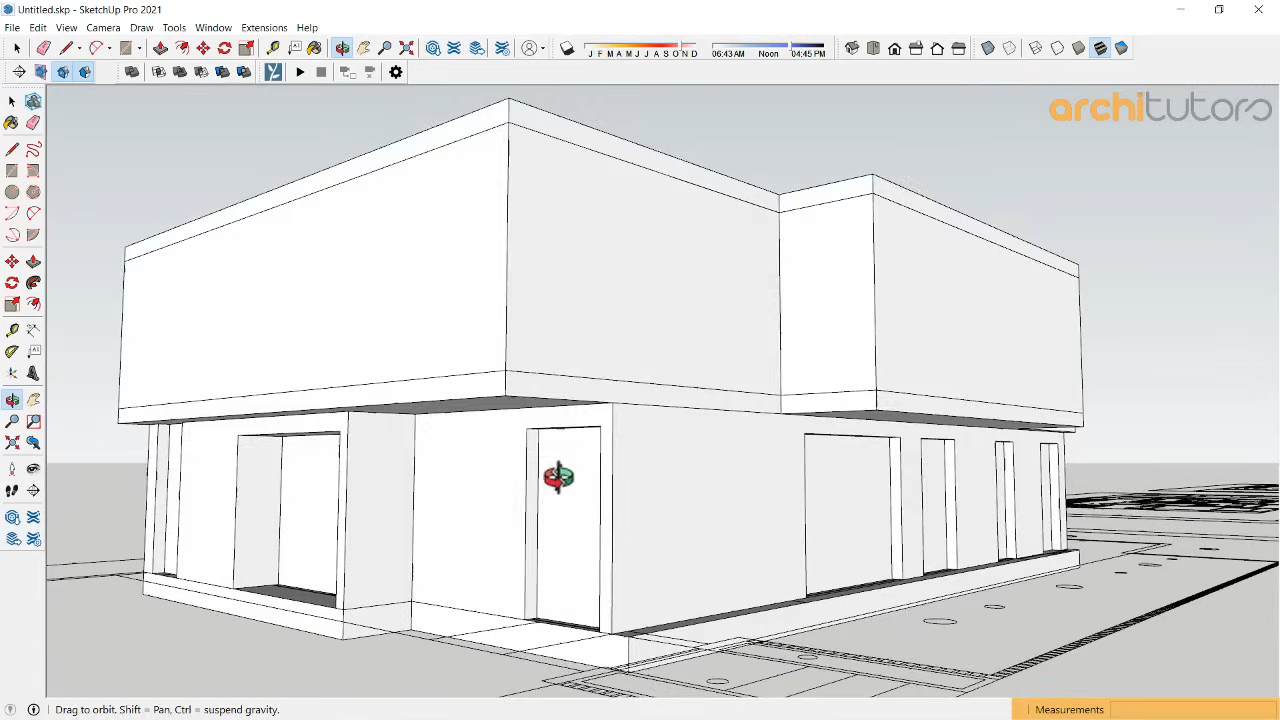 Untitled.skp - SketchUp Pro 2021
File Edit View Camera Draw Tools Window Extensions Help
J F M A M J J A S O N D 06:43 AM Noon 04:45 PM
architutors
Drag to orbit. Shift = Pan, Ctrl = suspend gravity.
Measurements